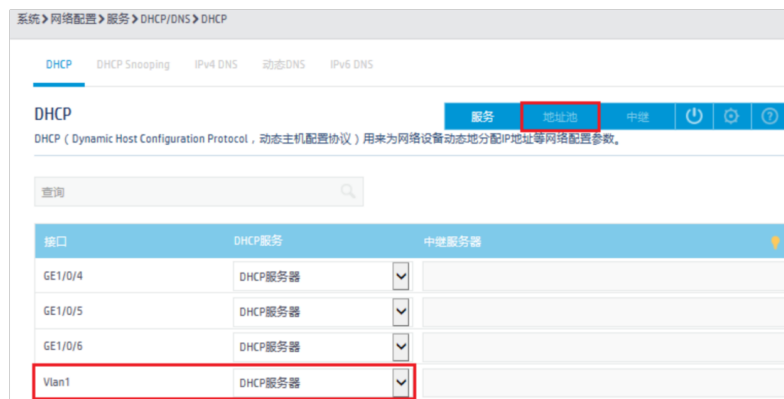 系统>网络配置>服务>DHCP/DNS>DHCP
DHCP DHCP Snooping IPv4 DNS 动态DNS IPv6 DNS
DHCP 服务 地址池 中继
DHCP（Dynamic Host Configuration Protocol，动态主机配置协议）用来为网络设备动态地分配IP地址等网络配置参数。
查询
接口 DHCP服务 中继服务器
GE1/0/4 DHCP服务器
GE1/0/5 DHCP服务器
GE1/0/6 DHCP服务器
Vlan1 DHCP服务器